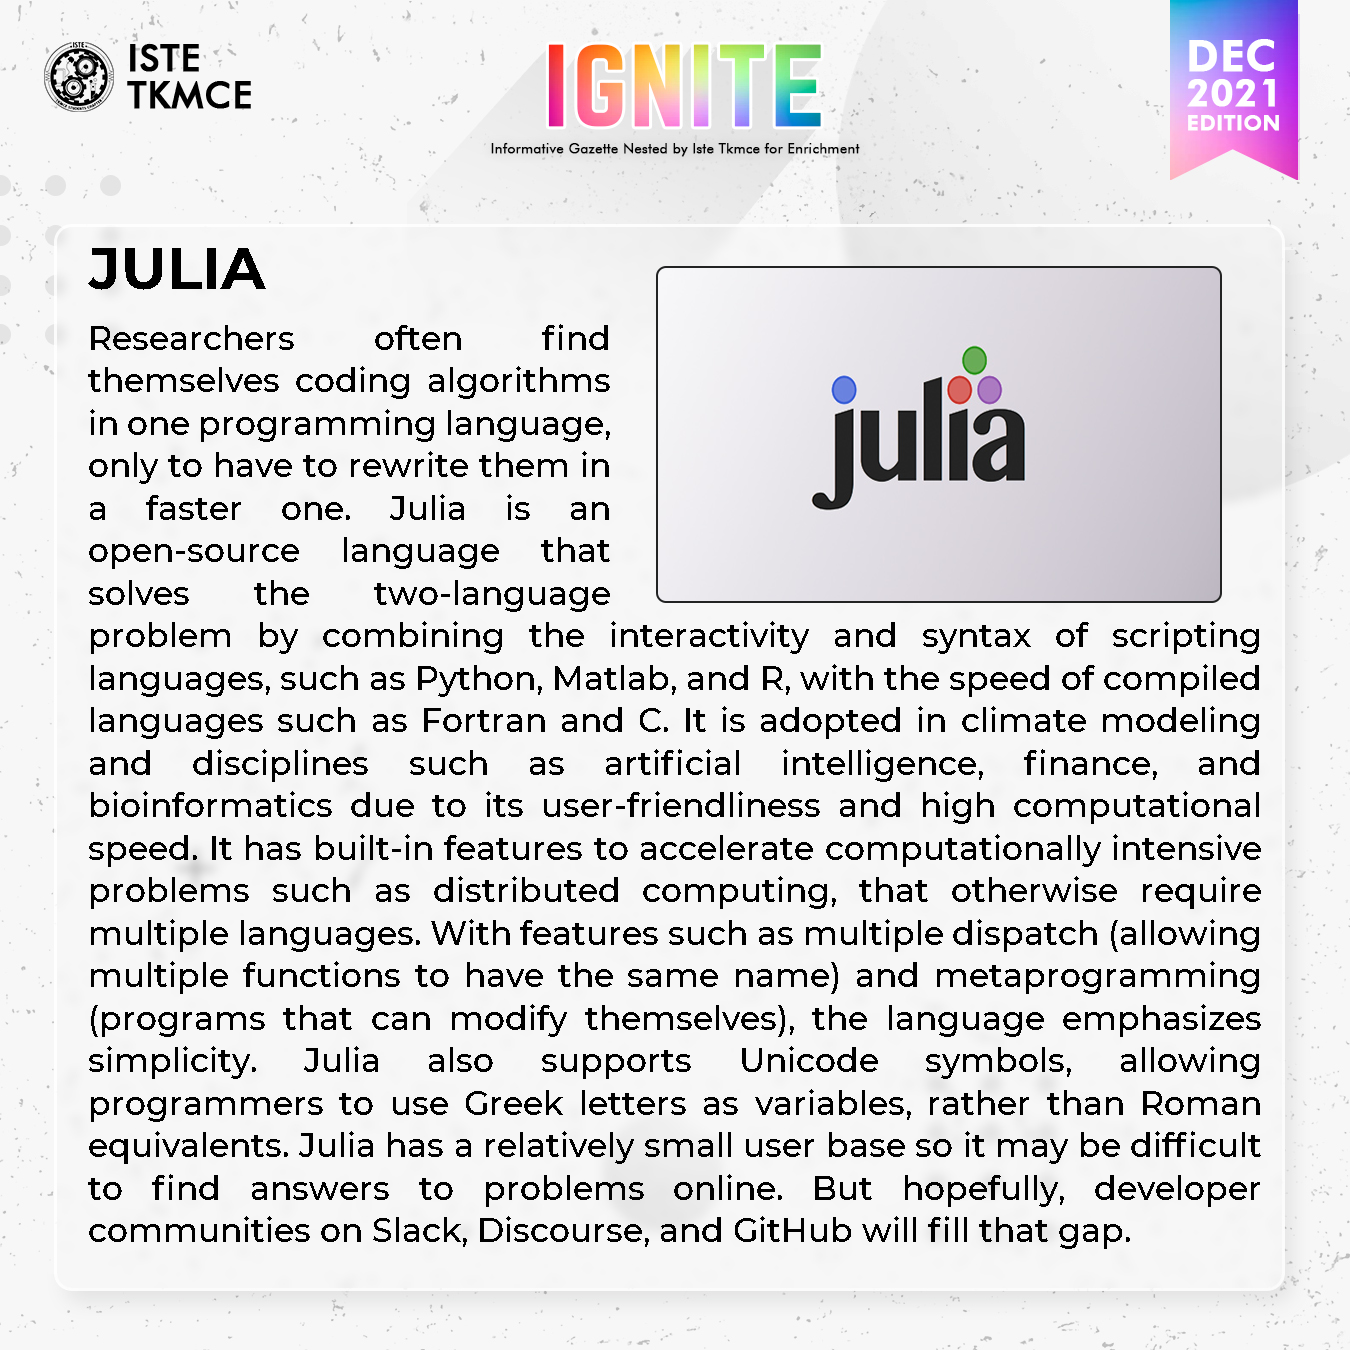 ISTE
TKMCE
IGNITE
Informative Gazette Nested by Iste Tkmce for Enrichment
DEC
2021
EDITION
JULIA
julia
Researchers often find
themselves coding algorithms
in one programming language,
only to have to rewrite them in
a faster one. Julia is an
open-source language that
solves the two-language
problem by combining the interactivity and syntax of scripting
languages, such as Python, Matlab, and R, with the speed of compiled
languages such as Fortran and C. It is adopted in climate modeling
and disciplines such as artificial intelligence, finance, and
bioinformatics due to its user-friendliness and high computational
speed. It has built-in features to accelerate computationally intensive
problems such as distributed computing, that otherwise require
multiple languages. With features such as multiple dispatch (allowing
multiple functions to have the same name) and metaprogramming
(programs that can modify themselves), the language emphasizes
simplicity. Julia also supports Unicode symbols, allowing
programmers to use Greek letters as variables, rather than Roman
equivalents. Julia has a relatively small user base so it may be difficult
to find answers to problems online. But hopefully, developer
communities on Slack, Discourse, and GitHub will fill that gap.